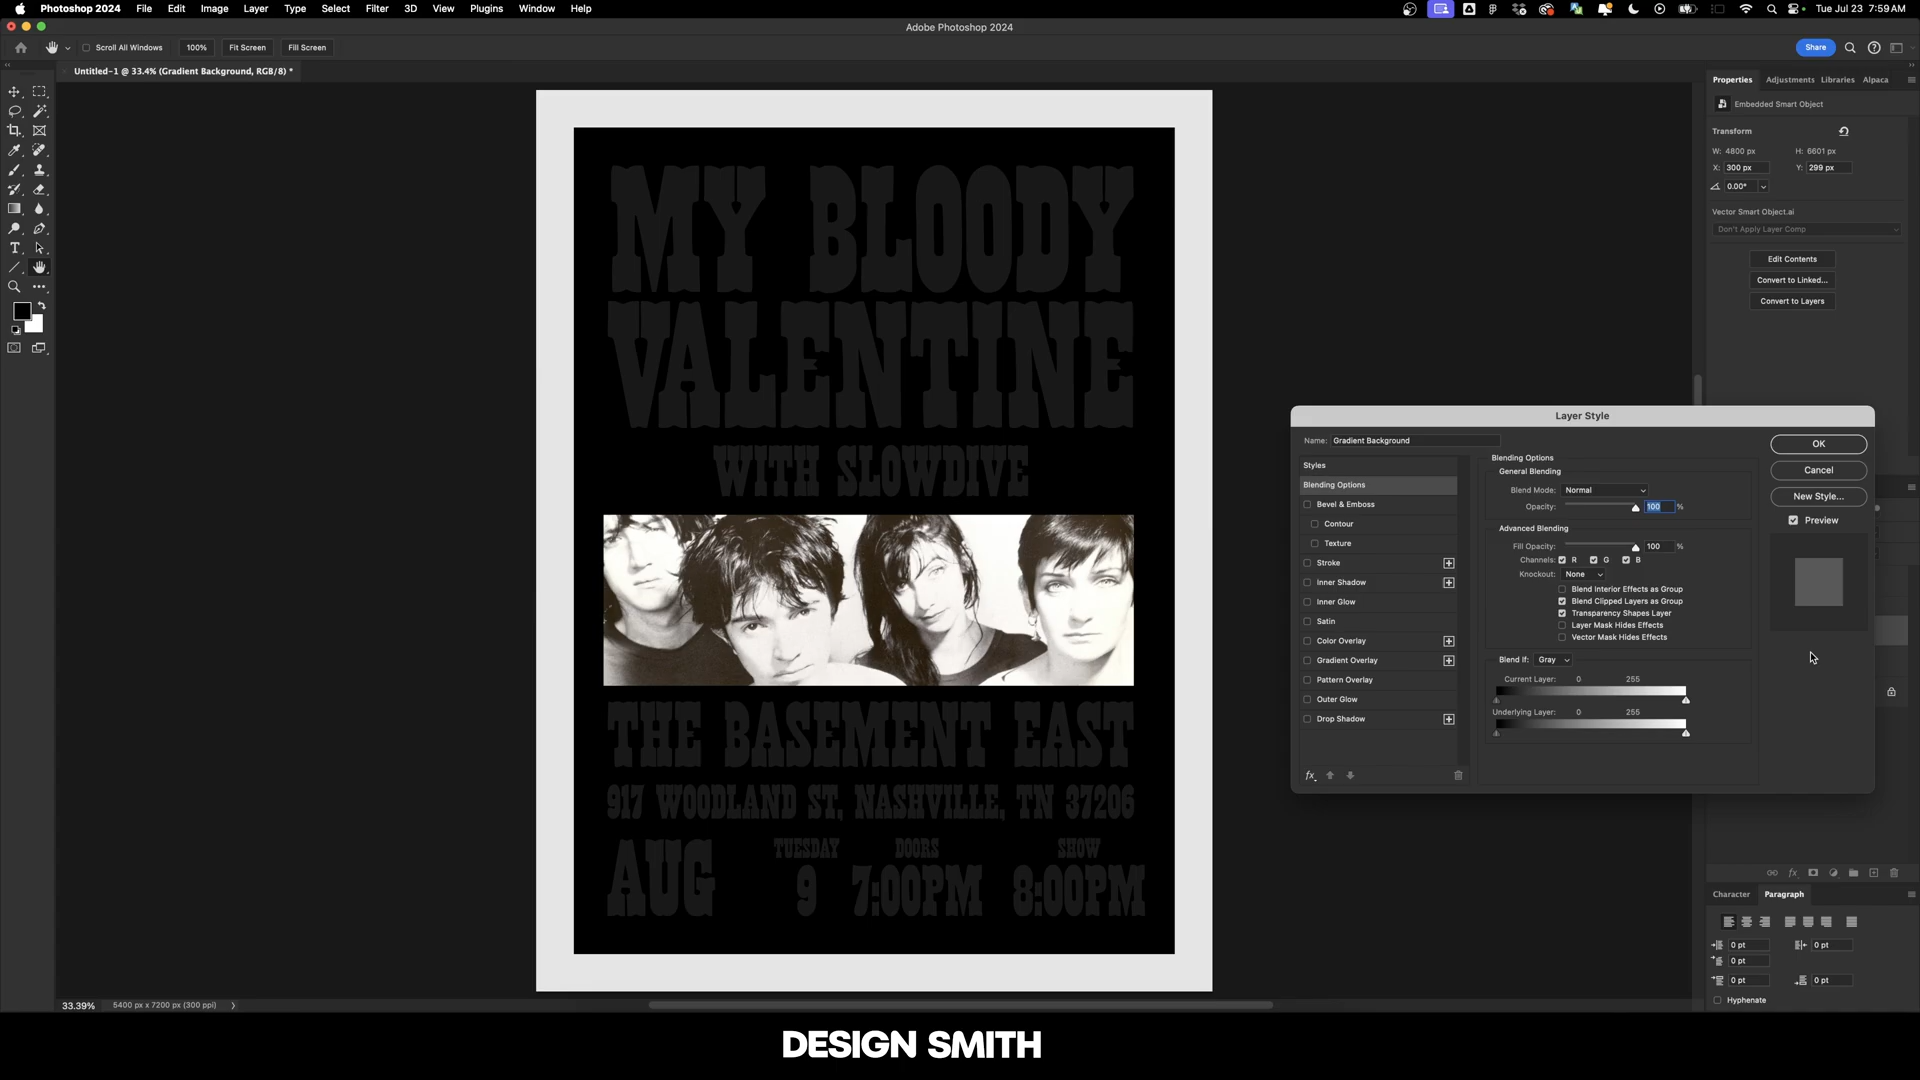 Photoshop 2024 File Edit Image Layer Type Select Filter 3D View Plugins Window Help Tue Jul 23 7:59 AM
Adobe Photoshop 2024
Scroll All Windows 100% Fit Screen Fill Screen Share
Untitled-1 @ 33.4% (Gradient Background, RGB/8) *
Properties Adjustments Libraries Alpaca
Embedded Smart Object
Transform
W: 4800 px H: 6601 px
X: 300 px Y: 299 px
0.00°
Vector Smart Object.ai
Don't Apply Layer Comp
Edit Contents
Convert to Linked...
Convert to Layers
MY BLOODY
VALENTINE
WITH SLOWDIVE
THE BASEMENT EAST
917 WOODLAND ST, NASHVILLE, TN 37206
AUG TUESDAY DOORS SHOW
9 7:00PM 8:00PM
Layer Style
Name: Gradient Background
Styles
Blending Options
Bevel & Emboss
Contour
Texture
Stroke
Inner Shadow
Inner Glow
Satin
Color Overlay
Gradient Overlay
Pattern Overlay
Outer Glow
Drop Shadow
fx
Blending Options
General Blending
Blend Mode: Normal
Opacity: 100 %
Advanced Blending
Fill Opacity: 100 %
Channels: R G B
Knockout: None
Blend Interior Effects as Group
Blend Clipped Layers as Group
Transparency Shapes Layer
Layer Mask Hides Effects
Vector Mask Hides Effects
Blend If: Gray
Current Layer: 0 255
Underlying Layer: 0 255
OK
Cancel
New Style...
Preview
fx
Character Paragraph
0 pt 0 pt
0 pt
0 pt 0 pt
Hyphenate
33.39% 5400 px x 7200 px (300 ppi)
DESIGN SMITH